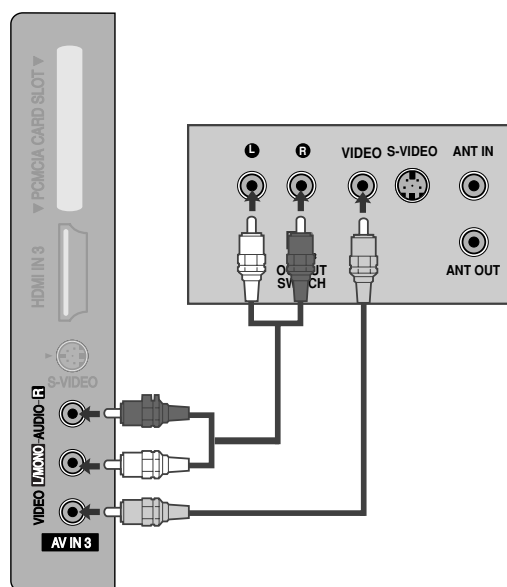 ▼ PCMCIA CARD SLOT ▼
HDMI IN 3
S-VIDEO
VIDEO L/MONO-AUDIO-R
AV IN 3
L R VIDEO S-VIDEO ANT IN
SWITCH
ANT OUT